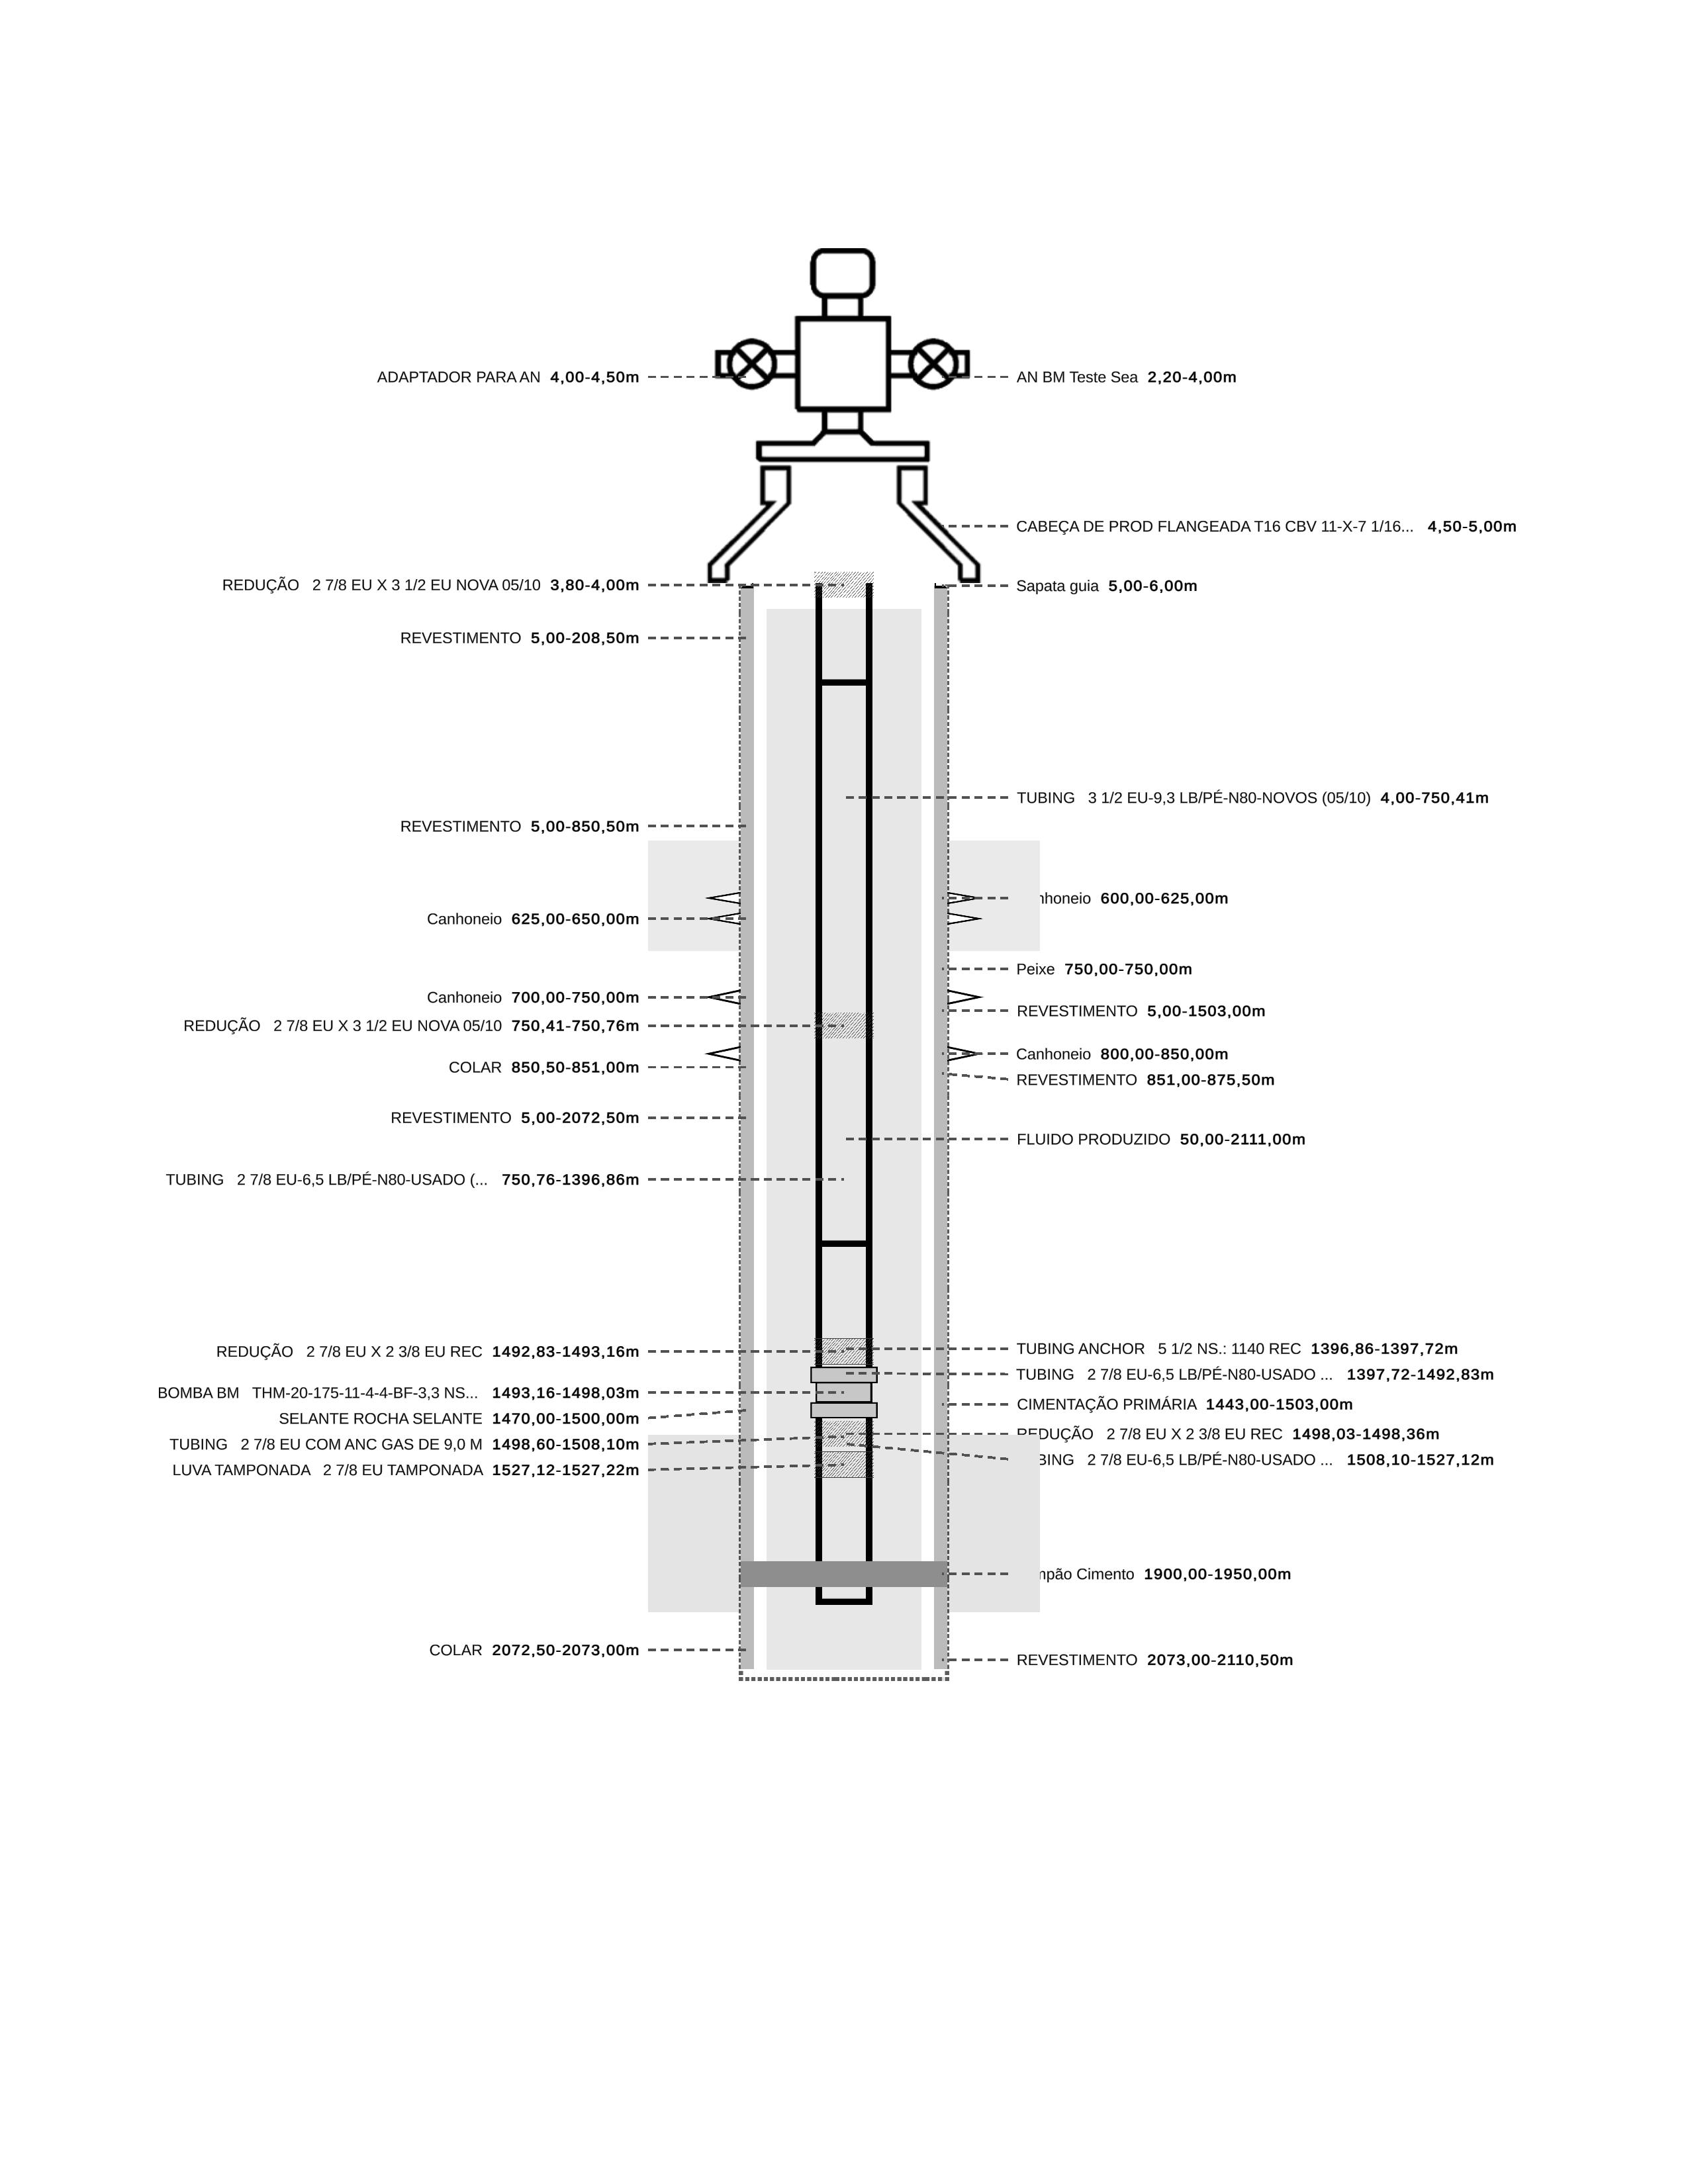 ADAPTADOR PARA AN 4,00-4,50m
AN BM Teste Sea 2,20-4,00m
CABEÇA DE PROD FLANGEADA T16 CBV 11-X-7 1/16... 4,50-5,00m
REDUÇÃO 2 7/8 EU X 3 1/2 EU NOVA 05/10 3,80-4,00m
Sapata guia 5,00-6,00m
REVESTIMENTO 5,00-208,50m
TUBING 3 1/2 EU-9,3 LB/PÉ-N80-NOVOS (05/10) 4,00-750,41m
REVESTIMENTO 5,00-850,50m
nhoneio 600,00-625,00m
Canhoneio 625,00-650,00m
Peixe 750,00-750,00m
Canhoneio 700,00-750,00m
REVESTIMENTO 5,00-1503,00m
REDUÇÃO 2 7/8 EU X 3 1/2 EU NOVA 05/10 750,41-750,76m
Canhoneio 800,00-850,00m
COLAR 850,50-851,00m
REVESTIMENTO 851,00-875,50m
REVESTIMENTO 5,00-2072,50m
FLUIDO PRODUZIDO 50,00-2111,00m
TUBING 2 7/8 EU-6,5 LB/PÉ-N80-USADO (... 750,76-1396,86m
TUBING ANCHOR 5 1/2 NS.: 1140 REC 1396,86-1397,72m
REDUÇÃO 2 7/8 EU X 2 3/8 EU REC 1492,83-1493,16m
TUBING 2 7/8 EU-6,5 LB/PÉ-N80-USADO ... 1397,72-1492,83m
BOMBA BM THM-20-175-11-4-4-BF-3,3 NS... 1493,16-1498,03m
CIMENTAÇÃO PRIMÁRIA 1443,00-1503,00m
SELANTE ROCHA SELANTE 1470,00-1500,00m
REDUÇÃO 2 7/8 EU X 2 3/8 EU REC 1498,03-1498,36m
TUBING 2 7/8 EU COM ANC GAS DE 9,0 M 1498,60-1508,10m
BING 2 7/8 EU-6,5 LB/PÉ-N80-USADO ... 1508,10-1527,12m
LUVA TAMPONADA 2 7/8 EU TAMPONADA 1527,12-1527,22m
mpão Cimento 1900,00-1950,00m
COLAR 2072,50-2073,00m
REVESTIMENTO 2073,00-2110,50m